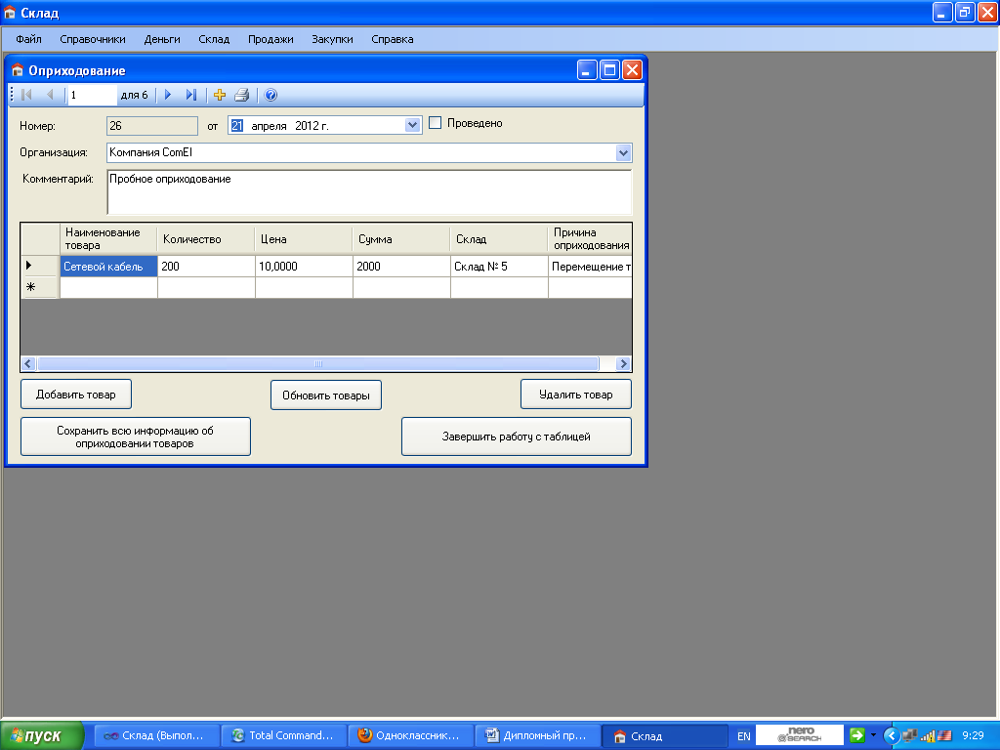 Склад
Файл Справочники Деньги Склад Продажи Закупки Справка
Оприходование
1 для 6
Номер: 26 от 21 апреля 2012 г. Проведено
Организация: Компания ComEl
Комментарий: Пробное оприходование
Наименование товара Количество Цена Сумма Склад Причина оприходования
Сетевой кабель 200 10,0000 2000 Склад № 5 Перемещение т
Добавить товар Обновить товары Удалить товар
Сохранить всю информацию об
оприходовании товаров
Завершить работу с таблицей
пуск Склад (Выпол... Total Command... Одноклассник... Дипломный пр... Склад EN nero SEARCH 9:29